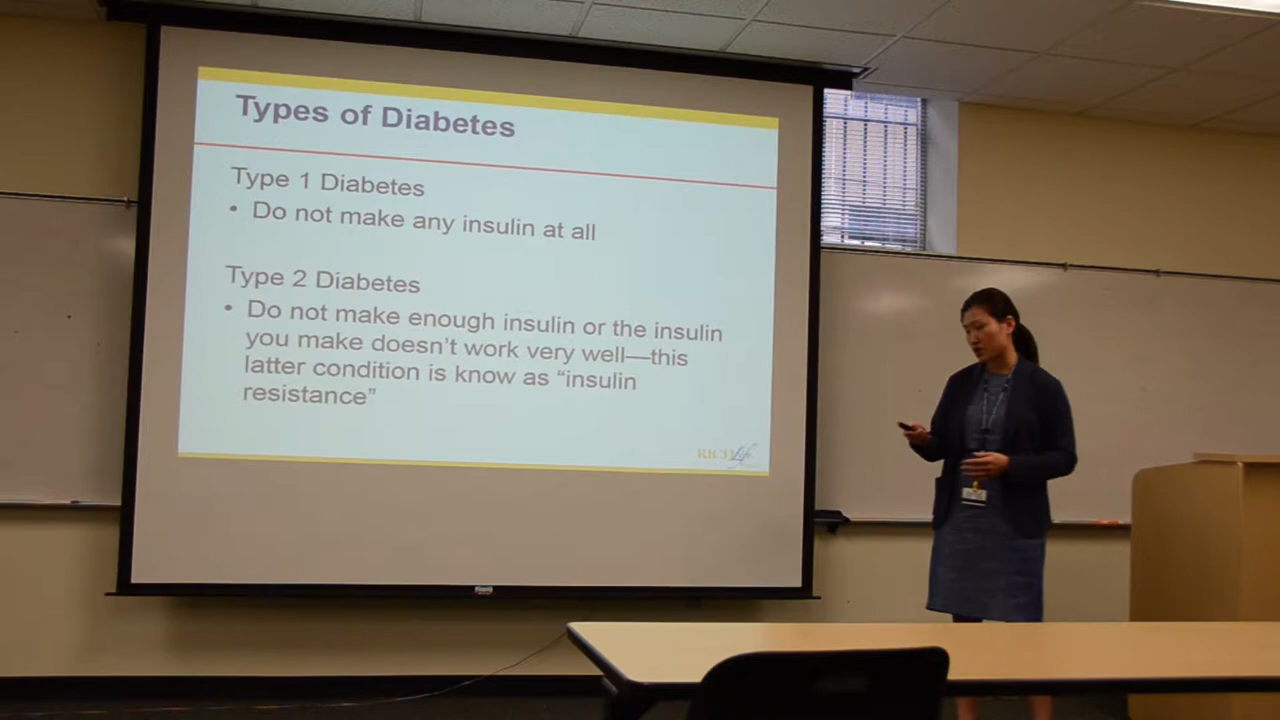 Types of Diabetes
Type 1 Diabetes
• Do not make any insulin at all
Type 2 Diabetes
• Do not make enough insulin or the insulin
you make doesn't work very well—this
latter condition is know as “insulin
resistance”
RICHLife